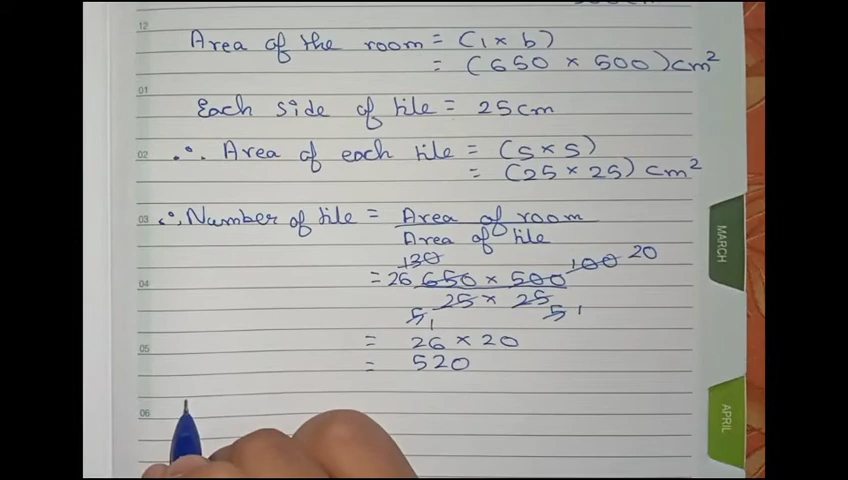 12
Area of the room = (l × b)
= (650 × 500) cm²
01
Each side of tile = 25cm
02
∴ Area of each tile = (s × s)
= (25 × 25) cm²
03
∴ Number of tile = Area of room
Area of tile
MARCH
130
= 26 650 × 500 100 20
04
25 × 25
5 1 5 1
= 26 × 20
05
= 520
06
APRIL